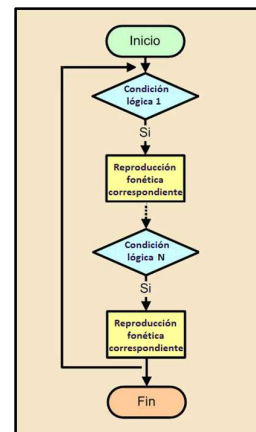 Inicio
Condición
lógica 1
Si
Reproducción
fonética
correspondiente
Condición
lógica N
Si
Reproducción
fonética
correspondiente
Fin